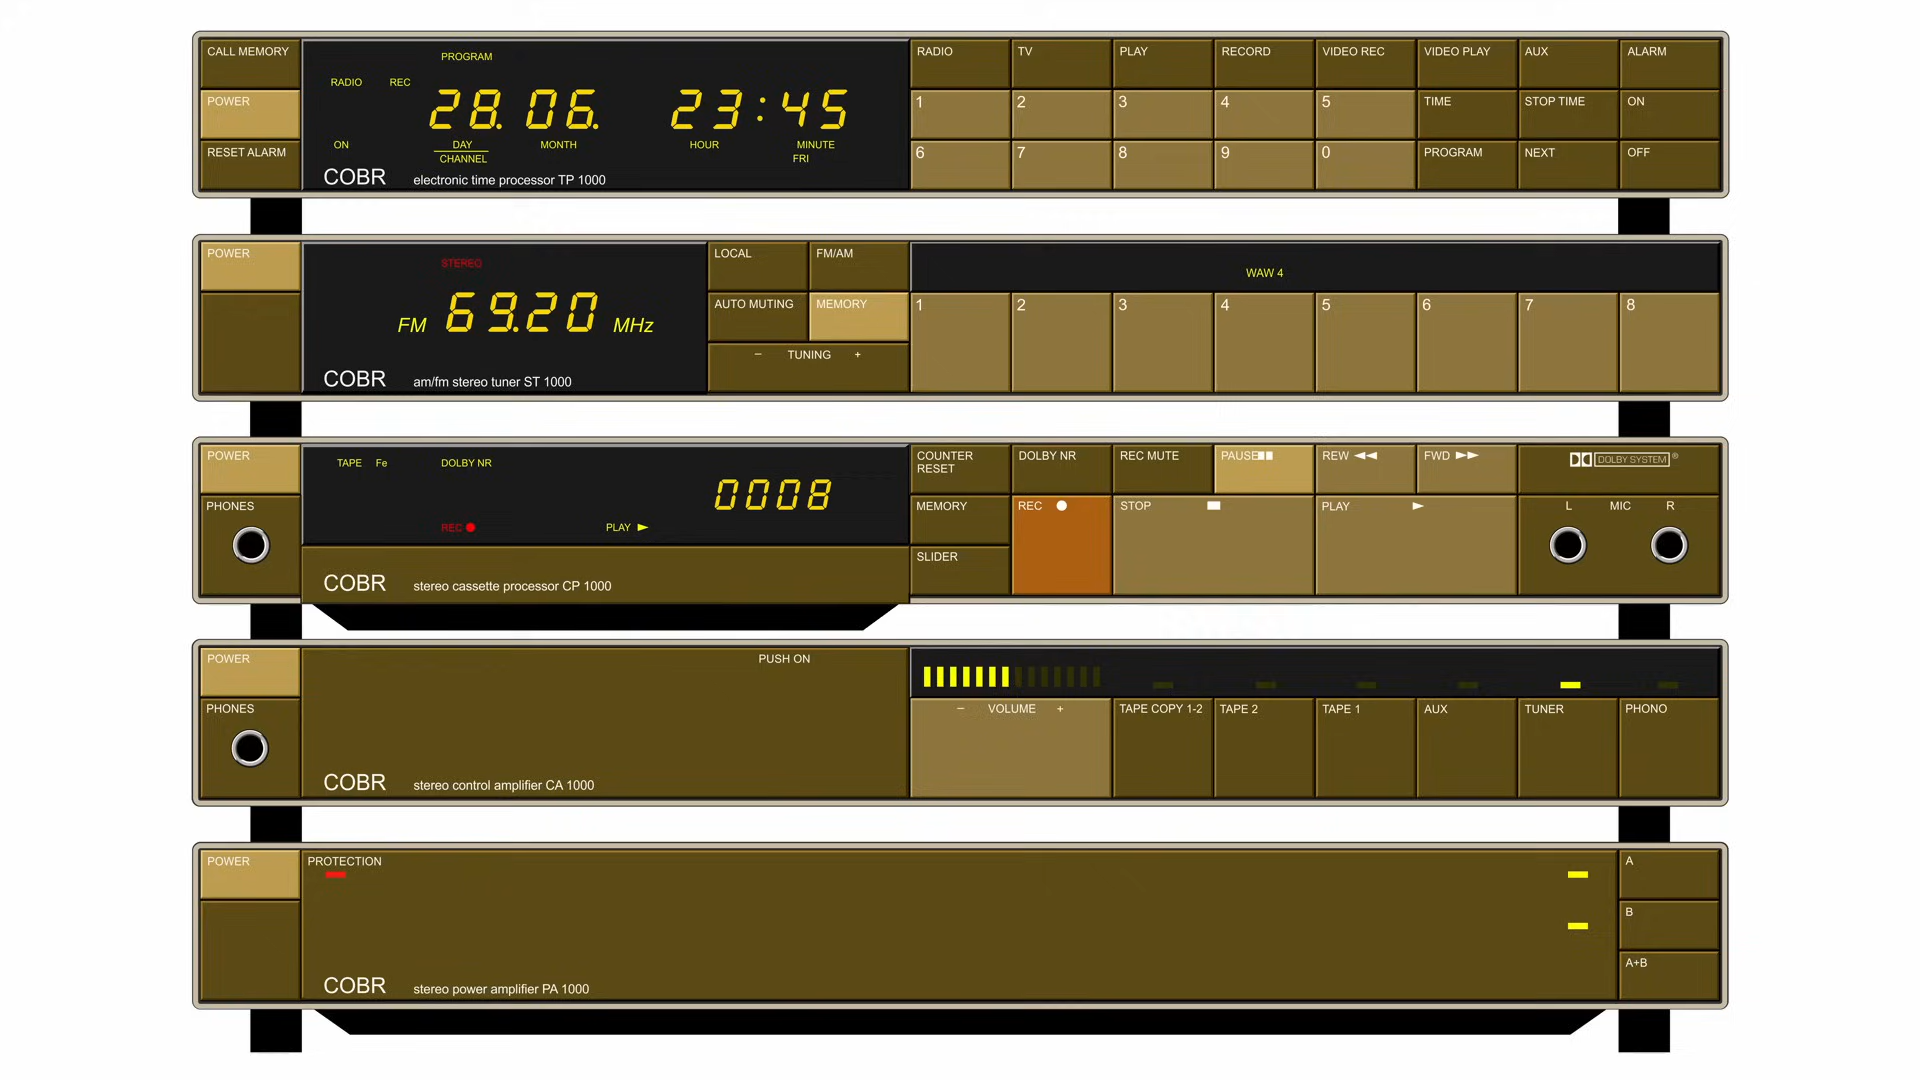 CALL MEMORY
POWER
RESET ALARM
PROGRAM
RADIO REC
28.06. 23:45
ON DAY MONTH HOUR MINUTE
CHANNEL FRI
COBR electronic time processor TP 1000
RADIO TV PLAY RECORD VIDEO REC VIDEO PLAY AUX ALARM
1 2 3 4 5 TIME STOP TIME ON
6 7 8 9 0 PROGRAM NEXT OFF
POWER
STEREO
FM 69.20 MHz
COBR am/fm stereo tuner ST 1000
LOCAL FM/AM
AUTO MUTING MEMORY
– TUNING +
WAW 4
1 2 3 4 5 6 7 8
POWER
PHONES
TAPE Fe DOLBY NR
0008
REC PLAY
COBR stereo cassette processor CP 1000
COUNTER RESET
MEMORY
SLIDER
DOLBY NR REC MUTE PAUSE REW FWD
DOLBY SYSTEM ®
REC STOP PLAY
L MIC R
POWER
PHONES
PUSH ON
COBR stereo control amplifier CA 1000
– VOLUME + TAPE COPY 1-2 TAPE 2 TAPE 1 AUX TUNER PHONO
POWER
PROTECTION
COBR stereo power amplifier PA 1000
A
B
A+B